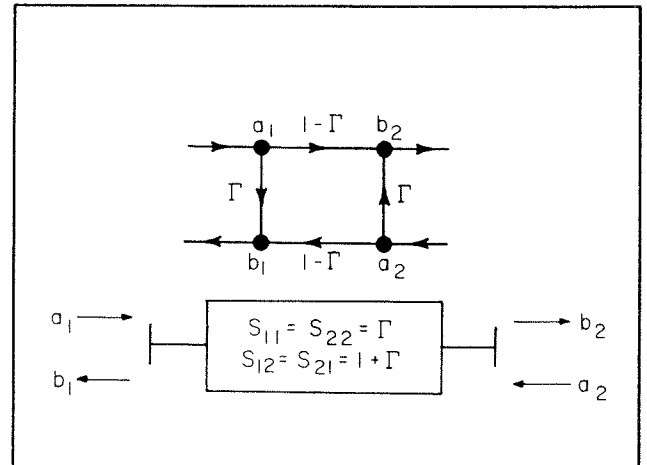 a₁ 1-Γ b₂
Γ Γ
b₁ 1-Γ a₂
a₁ S₁₁ = S₂₂ = Γ b₂
b₁ S₁₂ = S₂₁ = 1 + Γ a₂